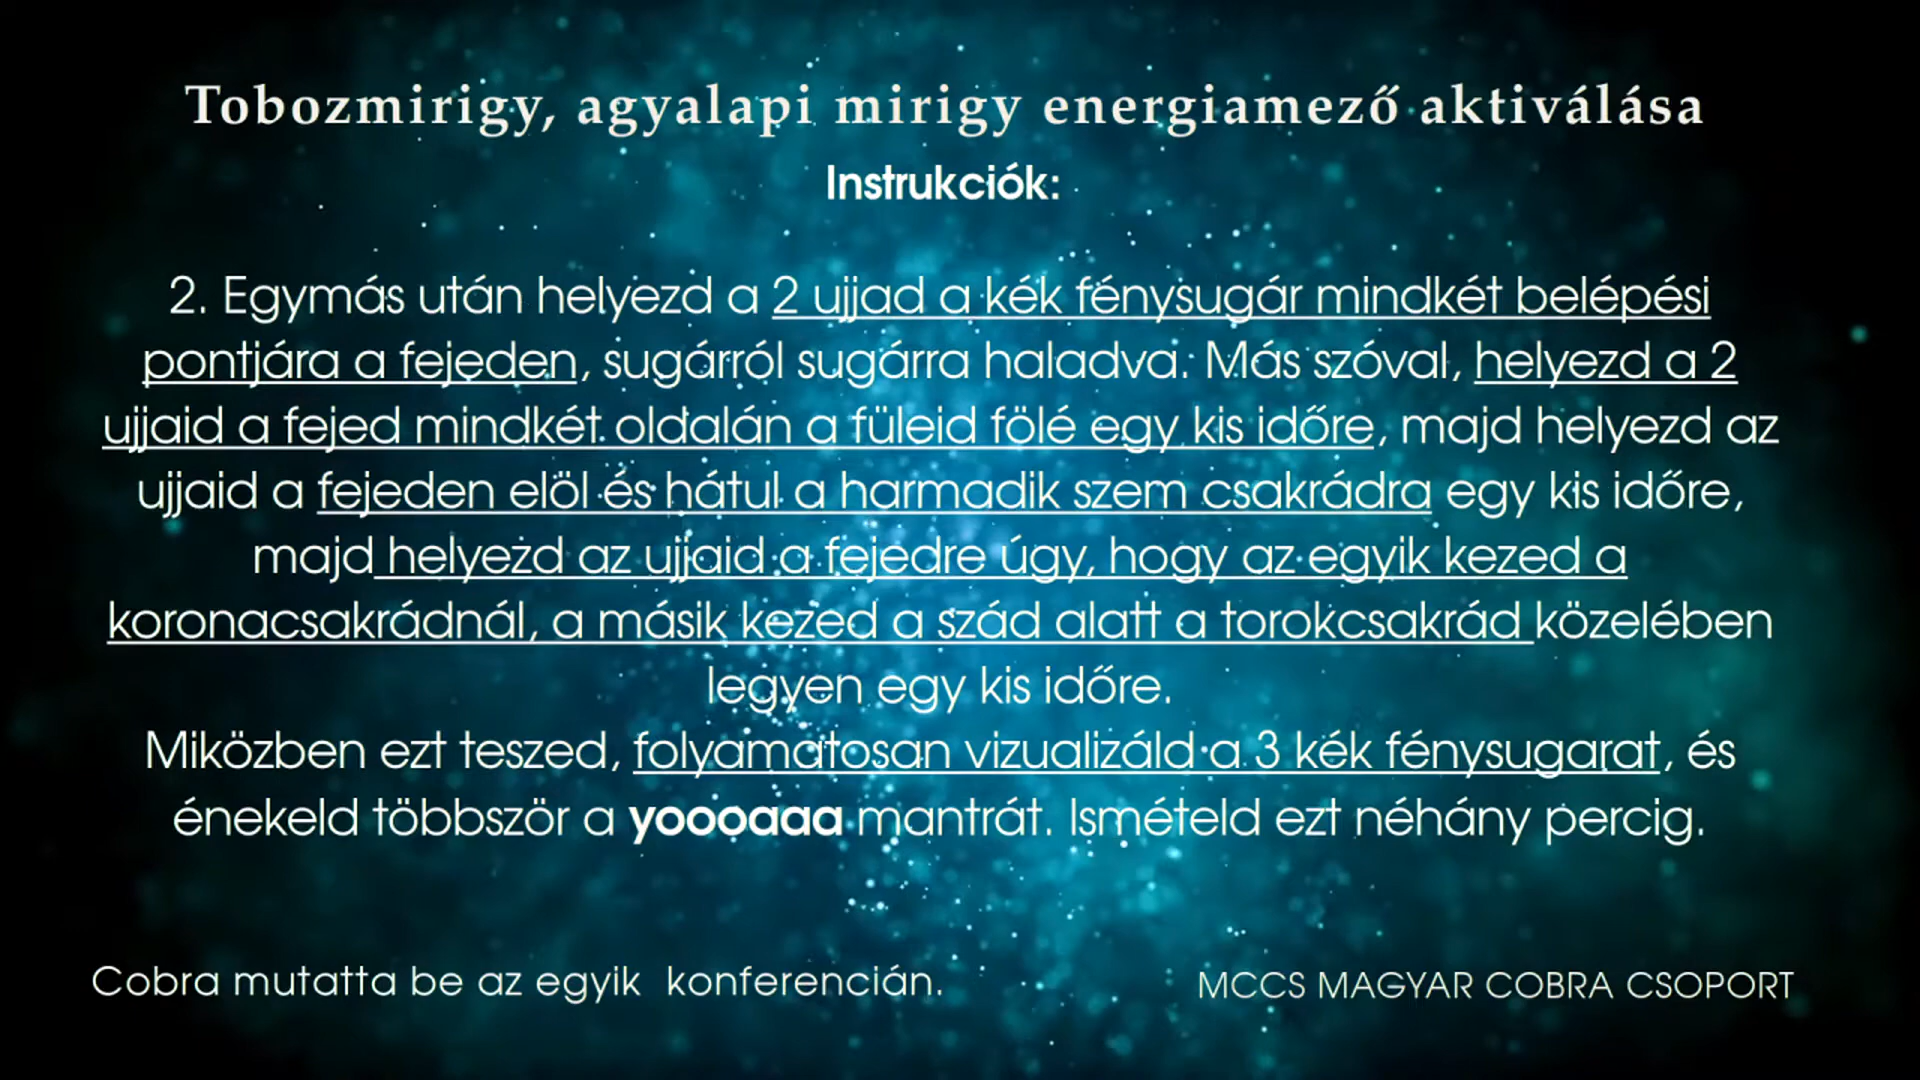 Tobozmirigy, agyalapi mirigy energiamező aktiválása
Instrukciók:
2. Egymás után helyezd a 2 ujjad a kék fénysugár mindkét belépési
pontjára a fejeden, sugárról sugárra haladva. Más szóval, helyezd a 2
ujjaid a fejed mindkét oldalán a füleid fölé egy kis időre, majd helyezd az
ujjaid a fejeden elöl és hátul a harmadik szem csakrádra egy kis időre,
majd helyezd az ujjaid a fejedre úgy, hogy az egyik kezed a
koronacsakrádnál, a másik kezed a szád alatt a torokcsakrád közelében
legyen egy kis időre.
Miközben ezt teszed, folyamatosan vizualizáld a 3 kék fénysugarat, és
énekeld többször a yoooaaa mantrát. Ismételd ezt néhány percig.
Cobra mutatta be az egyik konferencián.
MCCS MAGYAR COBRA CSOPORT